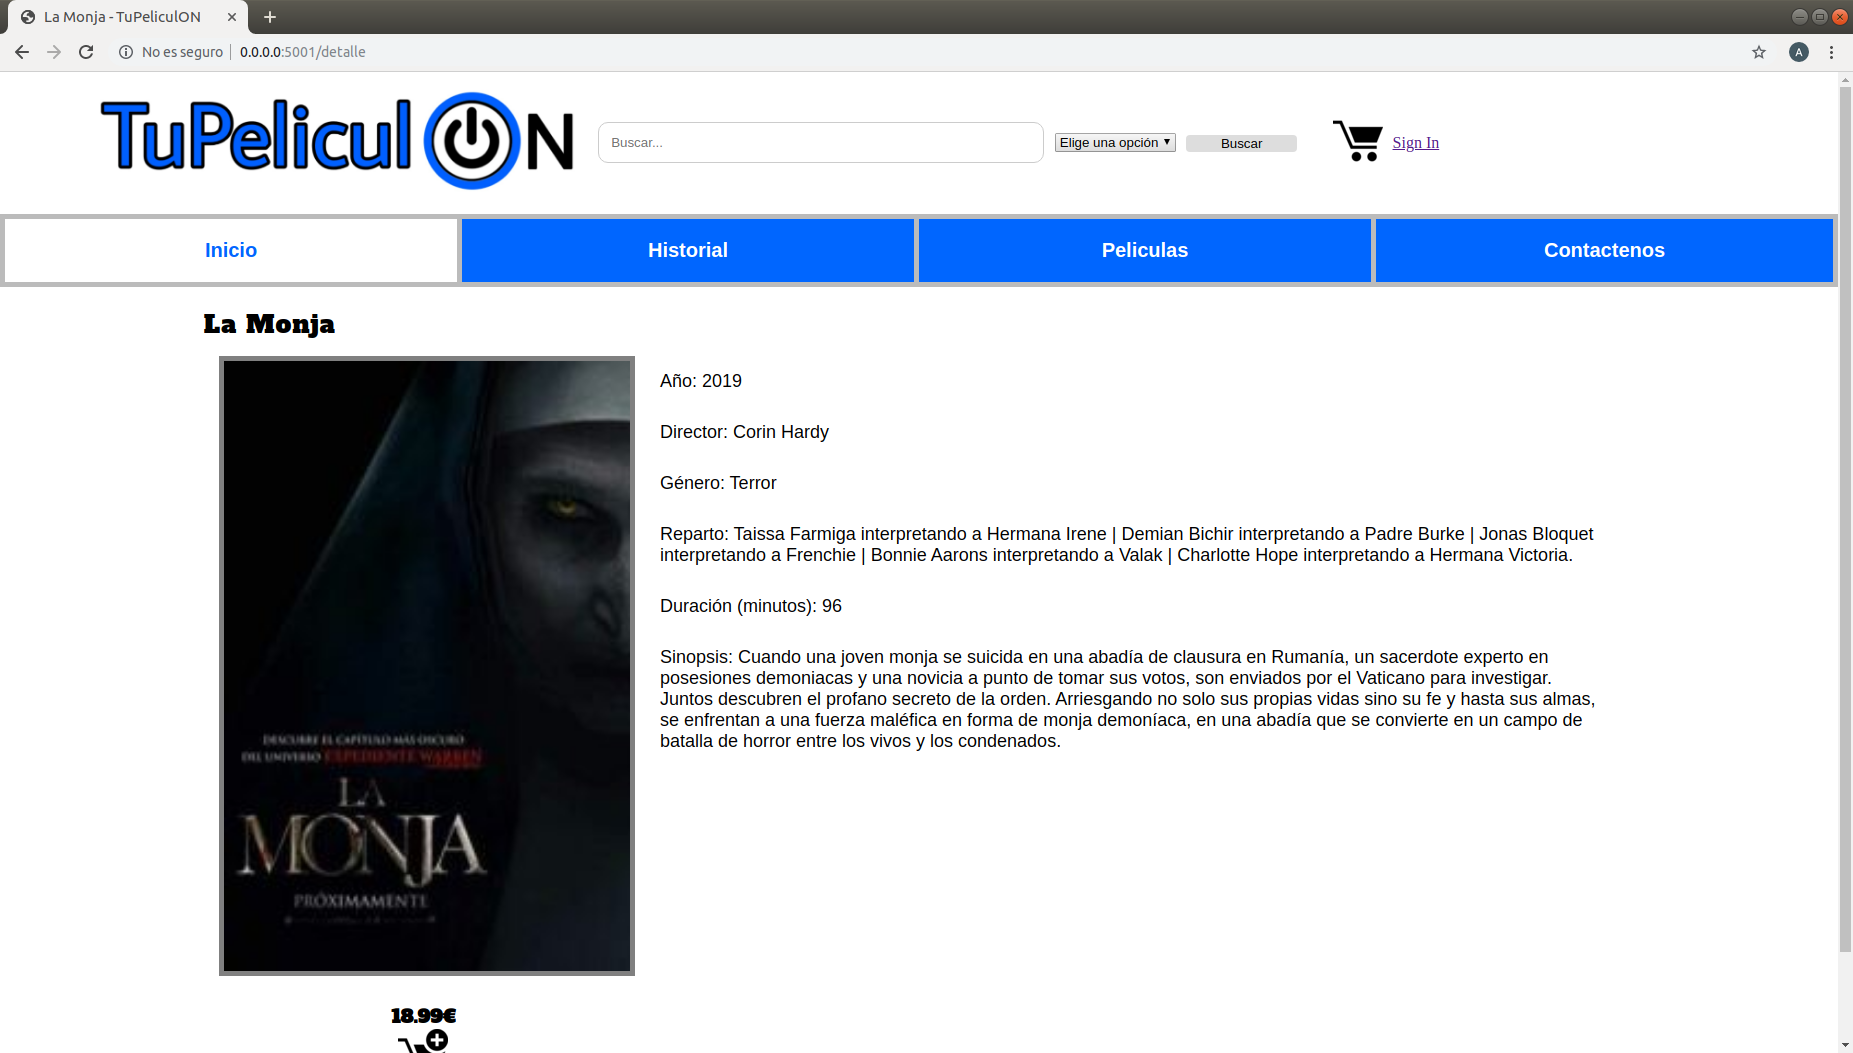 La Monja - TuPeliculON
No es seguro | 0.0.0.0:5001/detalle
A
TuPeliculON
Buscar...
Elige una opción
Buscar
Sign In
Inicio
Historial
Peliculas
Contactenos
La Monja
DESCUBRE EL CAPÍTULO MÁS OSCURO
DEL UNIVERSO EXPEDIENTE WARREN
LA
MONJA
PRÓXIMAMENTE
Año: 2019
Director: Corin Hardy
Género: Terror
Reparto: Taissa Farmiga interpretando a Hermana Irene | Demian Bichir interpretando a Padre Burke | Jonas Bloquet
interpretando a Frenchie | Bonnie Aarons interpretando a Valak | Charlotte Hope interpretando a Hermana Victoria.
Duración (minutos): 96
Sinopsis: Cuando una joven monja se suicida en una abadía de clausura en Rumanía, un sacerdote experto en
posesiones demoniacas y una novicia a punto de tomar sus votos, son enviados por el Vaticano para investigar.
Juntos descubren el profano secreto de la orden. Arriesgando no solo sus propias vidas sino su fe y hasta sus almas,
se enfrentan a una fuerza maléfica en forma de monja demoníaca, en una abadía que se convierte en un campo de
batalla de horror entre los vivos y los condenados.
18.99€